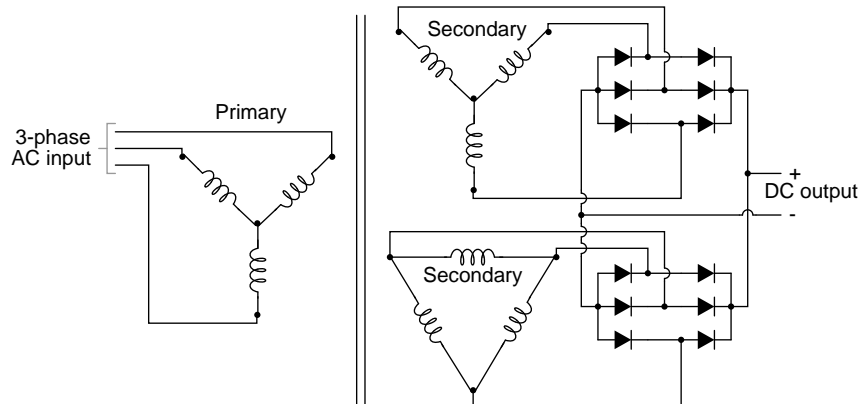 Secondary
Primary
3-phase
AC input
+
DC output
-
Secondary